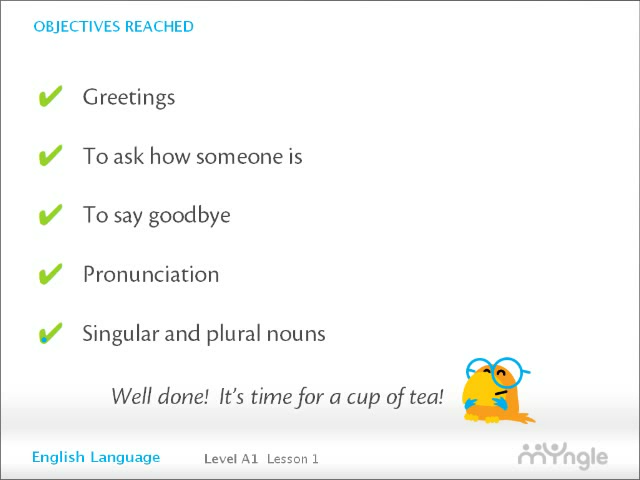 OBJECTIVES REACHED
Greetings
To ask how someone is
To say goodbye
Pronunciation
Singular and plural nouns
Well done! It's time for a cup of tea!
English Language Level A1 Lesson 1
myngle